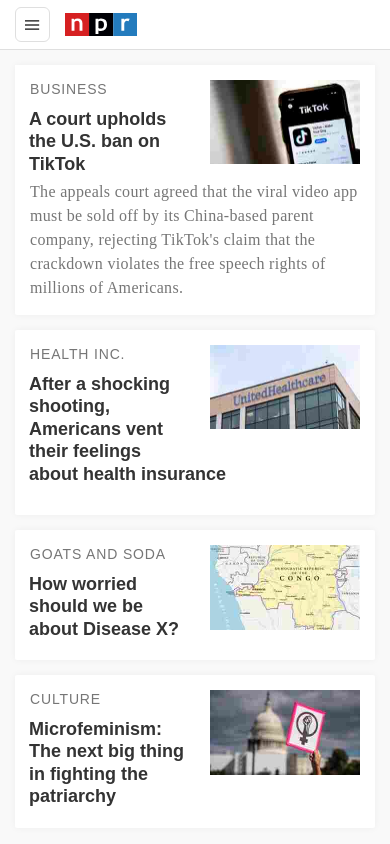 npr
BUSINESS
A court upholds
the U.S. ban on
TikTok
TikTok
The appeals court agreed that the viral video app
must be sold off by its China-based parent
company, rejecting TikTok's claim that the
crackdown violates the free speech rights of
millions of Americans.
HEALTH INC.
After a shocking
shooting,
Americans vent
their feelings
about health insurance
UnitedHealthcare
GOATS AND SODA
How worried
should we be
about Disease X?
DEMOCRATIC REPUBLIC
OF THE
CONGO
CULTURE
Microfeminism:
The next big thing
in fighting the
patriarchy